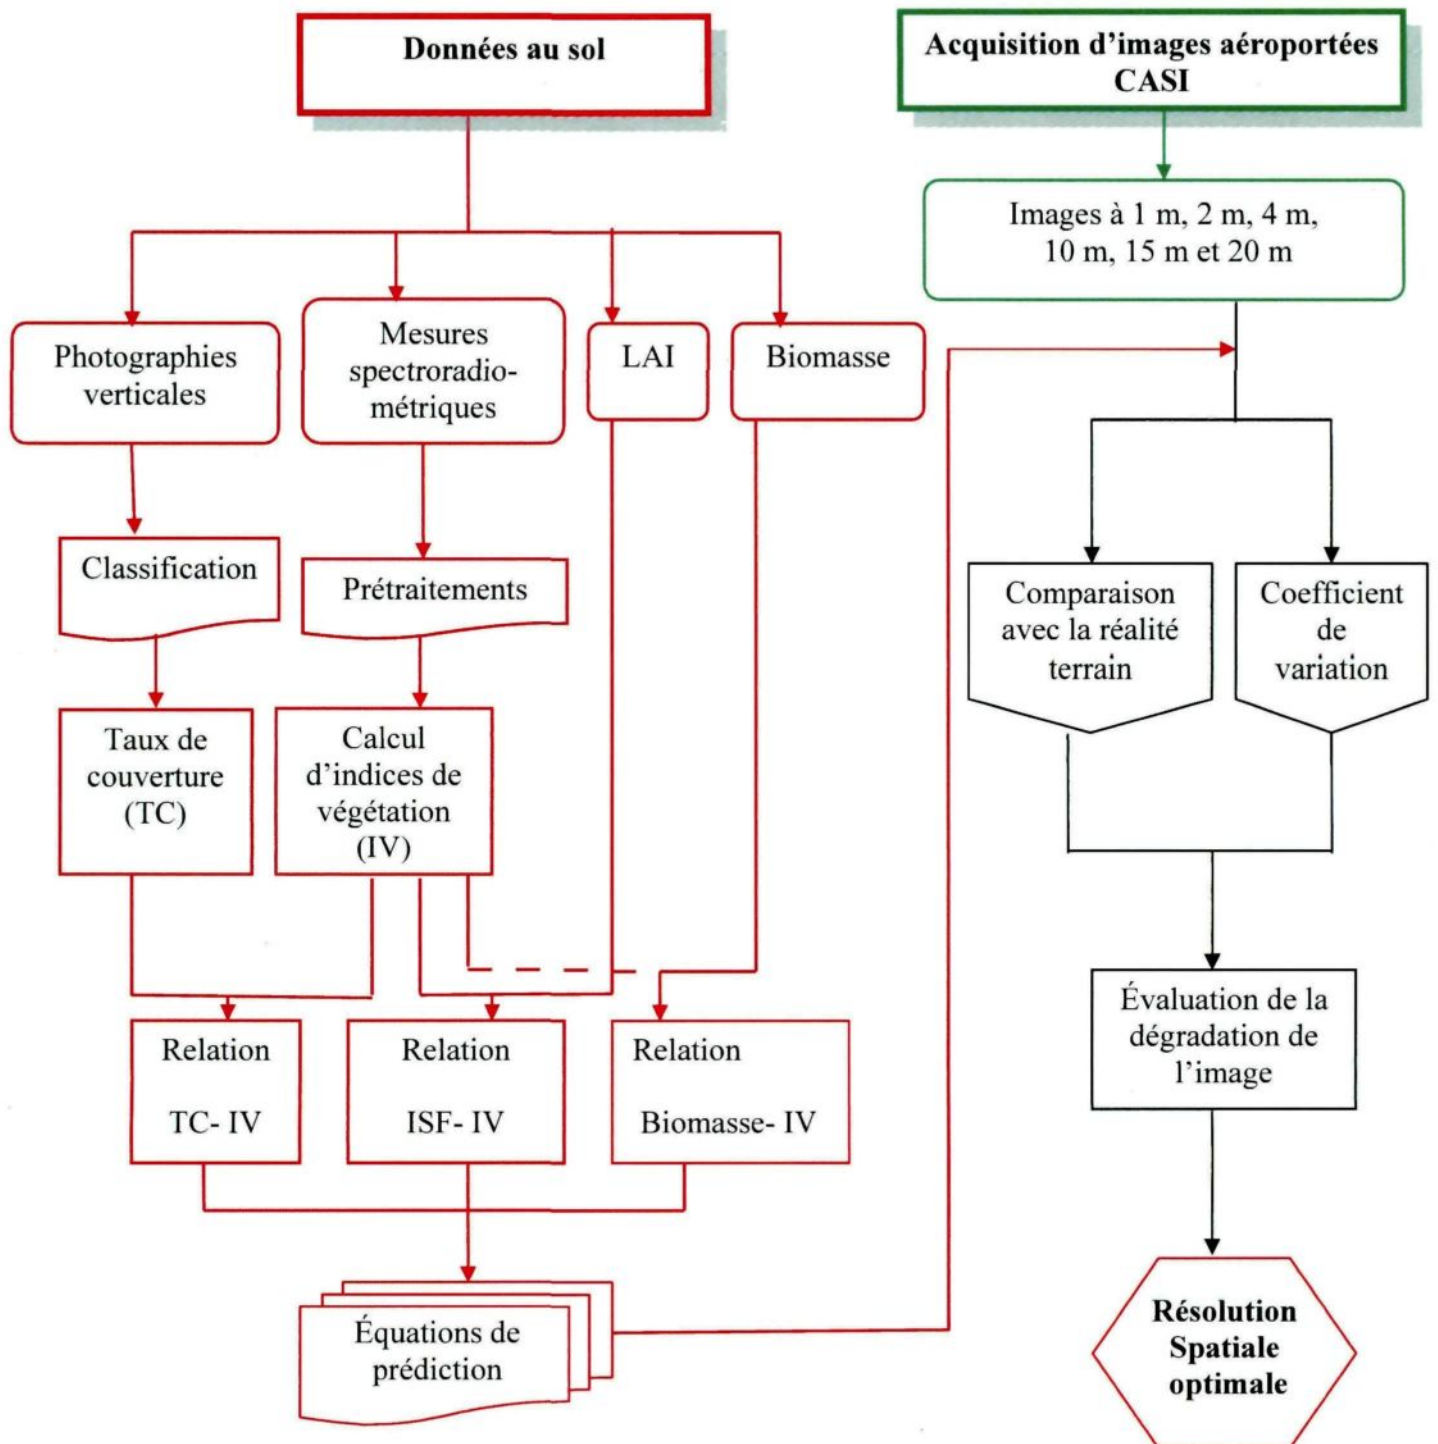 Données au sol
Acquisition d'images aéroportées
CASI
Images à 1 m, 2 m, 4 m,
10 m, 15 m et 20 m
Photographies
verticales
Mesures
spectroradio-
métriques
LAI
Biomasse
Classification
Prétraitements
Comparaison
avec la réalité
terrain
Coefficient
de
variation
Taux de
couverture
(TC)
Calcul
d'indices de
végétation
(IV)
Évaluation de la
dégradation de
l'image
Relation
TC- IV
Relation
ISF- IV
Relation
Biomasse- IV
Équations de
prédiction
Résolution
Spatiale
optimale